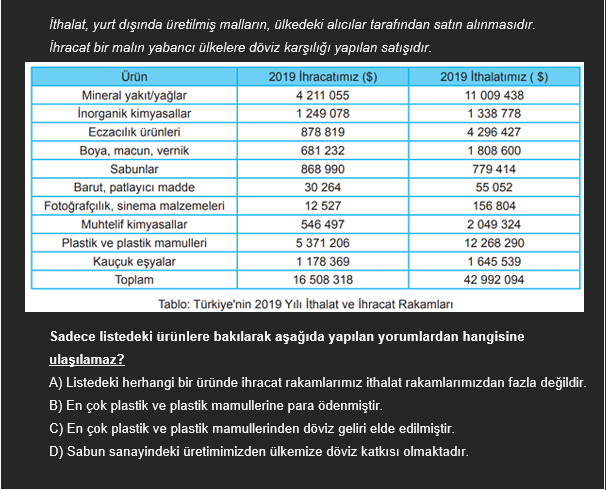 İthalat, yurt dışında üretilmiş malların, ülkedeki alıcılar tarafından satın alınmasıdır.
İhracat bir malın yabancı ülkelere döviz karşılığı yapılan satışıdır.
Ürün 2019 İhracatımız ($) 2019 İthalatımız ( $)
Mineral yakıt/yağlar 4 211 055 11 009 438
İnorganik kimyasallar 1 249 078 1 338 778
Eczacılık ürünleri 878 819 4 296 427
Boya, macun, vernik 681 232 1 808 600
Sabunlar 868 990 779 414
Barut, patlayıcı madde 30 264 55 052
Fotoğrafçılık, sinema malzemeleri 12 527 156 804
Muhtelif kimyasallar 546 497 2 049 324
Plastik ve plastik mamulleri 5 371 206 12 268 290
Kauçuk eşyalar 1 178 369 1 645 539
Toplam 16 508 318 42 992 094
Tablo: Türkiye'nin 2019 Yılı İthalat ve İhracat Rakamları
Sadece listedeki ürünlere bakılarak aşağıda yapılan yorumlardan hangisine
ulaşılamaz?
A) Listedeki herhangi bir üründe ihracat rakamlarımız ithalat rakamlarımızdan fazla değildir.
B) En çok plastik ve plastik mamullerine para ödenmiştir.
C) En çok plastik ve plastik mamullerinden döviz geliri elde edilmiştir.
D) Sabun sanayindeki üretimimizden ülkemize döviz katkısı olmaktadır.